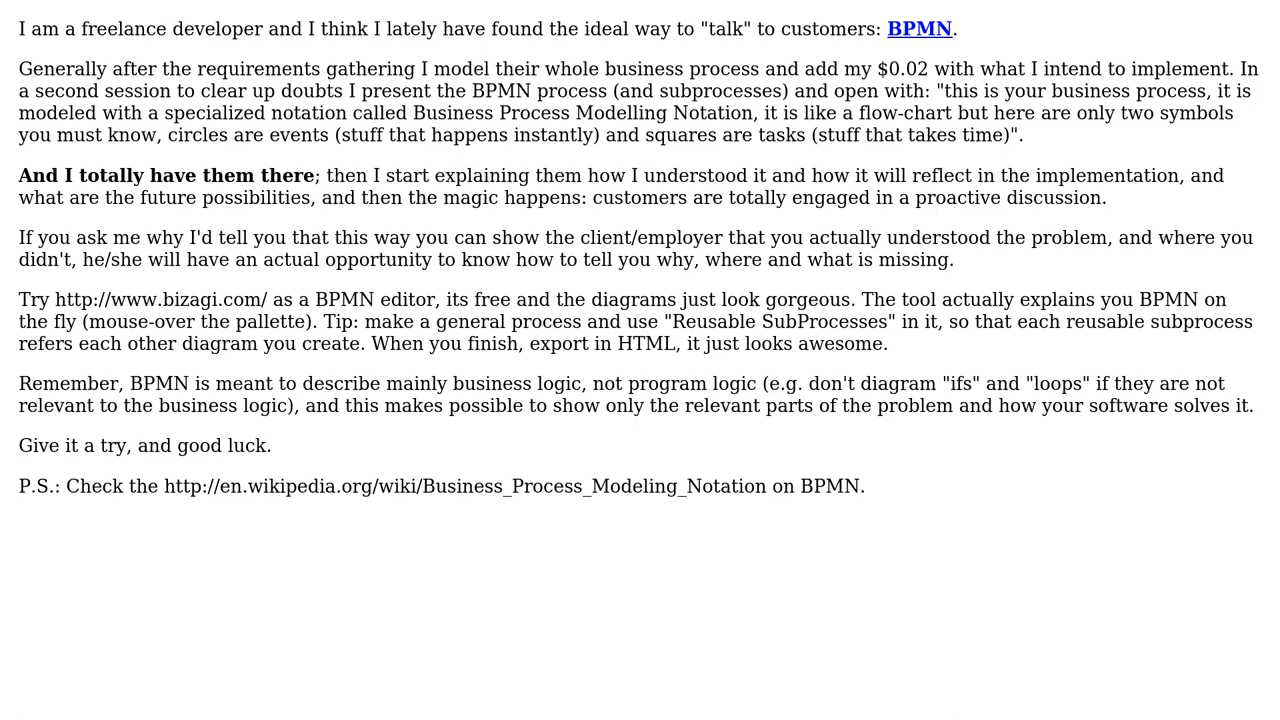 I am a freelance developer and I think I lately have found the ideal way to "talk" to customers: BPMN.
Generally after the requirements gathering I model their whole business process and add my $0.02 with what I intend to implement. In
a second session to clear up doubts I present the BPMN process (and subprocesses) and open with: "this is your business process, it is
modeled with a specialized notation called Business Process Modelling Notation, it is like a flow-chart but here are only two symbols
you must know, circles are events (stuff that happens instantly) and squares are tasks (stuff that takes time)".
And I totally have them there; then I start explaining them how I understood it and how it will reflect in the implementation, and
what are the future possibilities, and then the magic happens: customers are totally engaged in a proactive discussion.
If you ask me why I'd tell you that this way you can show the client/employer that you actually understood the problem, and where you
didn't, he/she will have an actual opportunity to know how to tell you why, where and what is missing.
Try http://www.bizagi.com/ as a BPMN editor, its free and the diagrams just look gorgeous. The tool actually explains you BPMN on
the fly (mouse-over the pallette). Tip: make a general process and use "Reusable SubProcesses" in it, so that each reusable subprocess
refers each other diagram you create. When you finish, export in HTML, it just looks awesome.
Remember, BPMN is meant to describe mainly business logic, not program logic (e.g. don't diagram "ifs" and "loops" if they are not
relevant to the business logic), and this makes possible to show only the relevant parts of the problem and how your software solves it.
Give it a try, and good luck.
P.S.: Check the http://en.wikipedia.org/wiki/Business_Process_Modeling_Notation on BPMN.